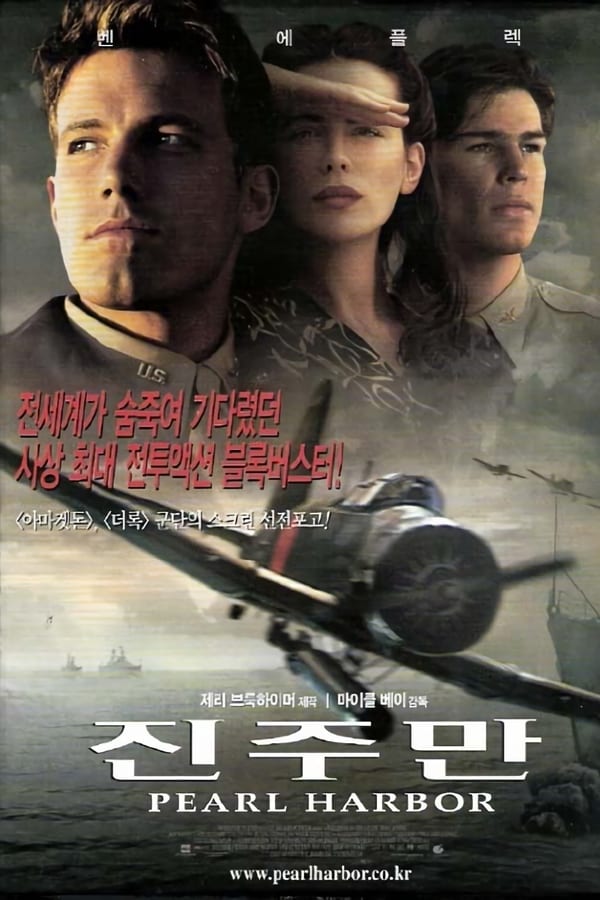 벤 에 플 렉
U.S.
전세계가 숨죽여 기다렸던
사상 최대 전투액션 블록버스터!
〈아마겟돈〉, 〈더록〉 군단의 스크린 선전포고!
제리 브룩하이머 제작 | 마이클 베이 감독
진주만
PEARL HARBOR
www.pearlharbor.co.kr